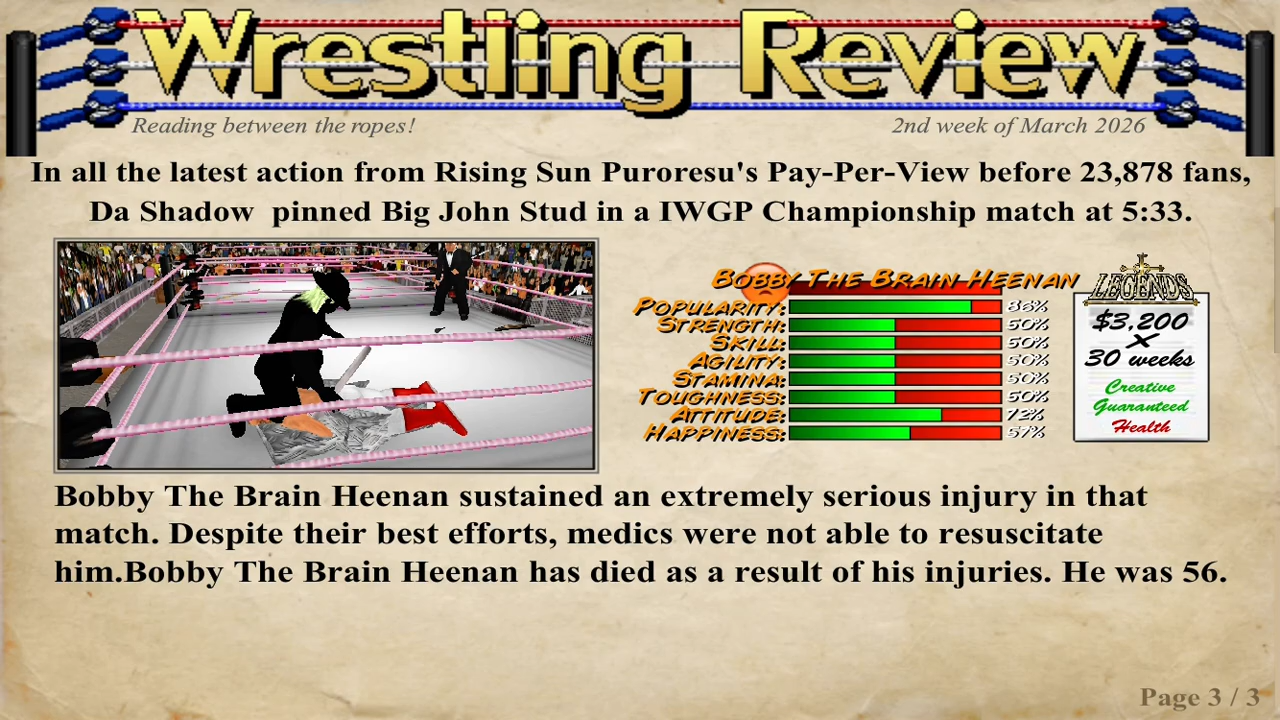 Wrestling Review
Reading between the ropes!
2nd week of March 2026
In all the latest action from Rising Sun Puroresu's Pay-Per-View before 23,878 fans,
Da Shadow  pinned Big John Stud in a IWGP Championship match at 5:33.
Bobby The Brain Heenan
Popularity: 86%
Strength: 50%
Skill: 50%
Agility: 50%
Stamina: 50%
Toughness: 50%
Attitude: 72%
Happiness: 57%
LEGENDS
$3,200
X
30 weeks
Creative
Guaranteed
Health
Bobby The Brain Heenan sustained an extremely serious injury in that
match. Despite their best efforts, medics were not able to resuscitate
him.Bobby The Brain Heenan has died as a result of his injuries. He was 56.
Page 3 / 3